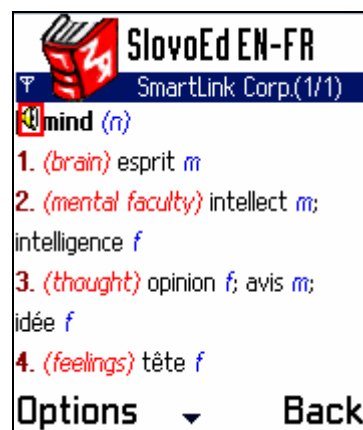 SlovoEd EN-FR
SmartLink Corp.(1/1)
mind (n)
1. (brain) esprit m
2. (mental faculty) intellect m;
intelligence f
3. (thought) opinion f; avis m;
idée f
4. (feelings) tête f
Options Back